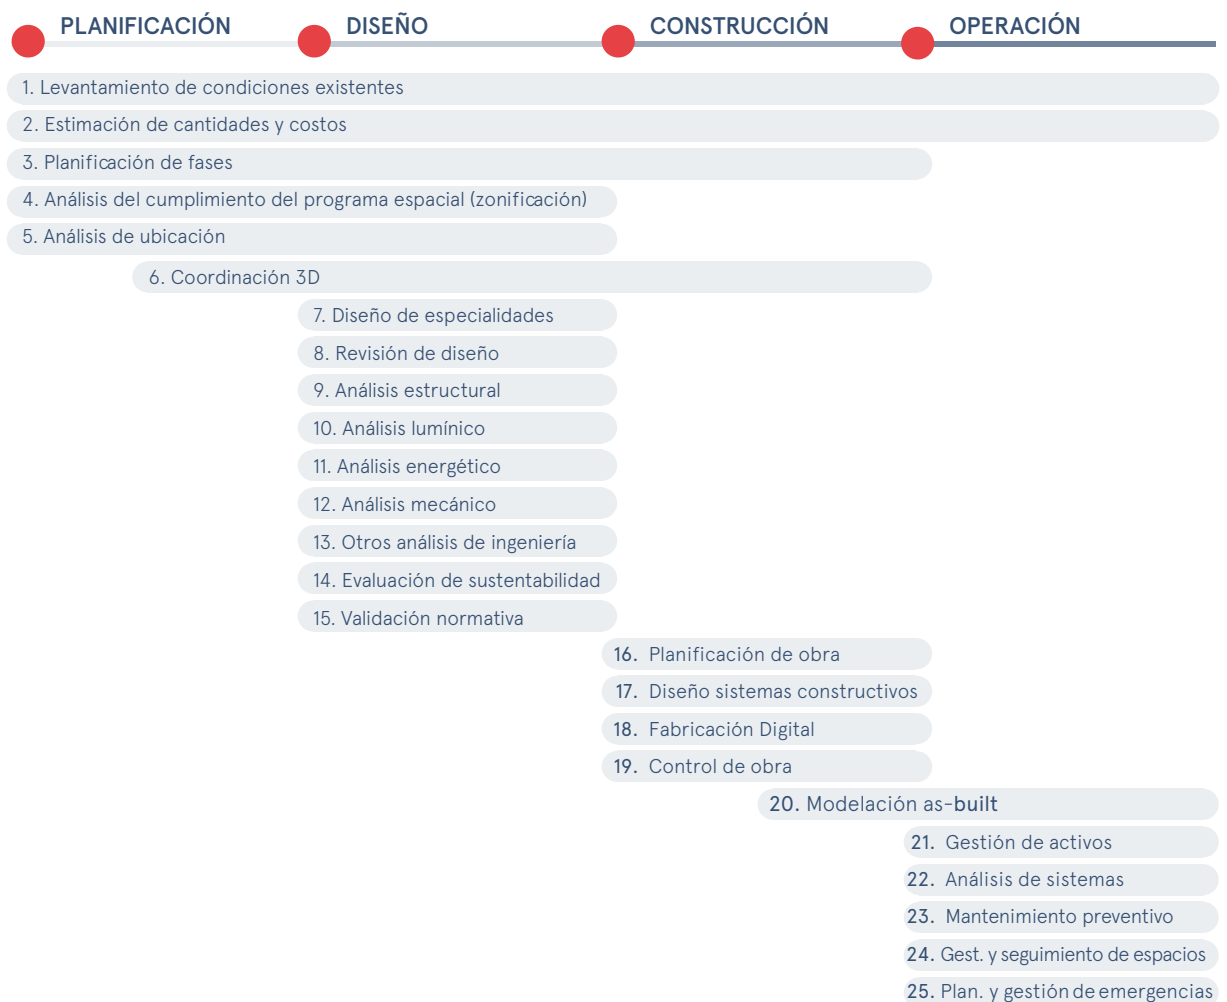 PLANIFICACIÓN DISEÑO CONSTRUCCIÓN OPERACIÓN
1. Levantamiento de condiciones existentes
2. Estimación de cantidades y costos
3. Planificación de fases
4. Análisis del cumplimiento del programa espacial (zonificación)
5. Análisis de ubicación
6. Coordinación 3D
7. Diseño de especialidades
8. Revisión de diseño
9. Análisis estructural
10. Análisis lumínico
11. Análisis energético
12. Análisis mecánico
13. Otros análisis de ingeniería
14. Evaluación de sustentabilidad
15. Validación normativa
16. Planificación de obra
17. Diseño sistemas constructivos
18. Fabricación Digital
19. Control de obra
20. Modelación as-built
21. Gestión de activos
22. Análisis de sistemas
23. Mantenimiento preventivo
24. Gest. y seguimiento de espacios
25. Plan. y gestión de emergencias